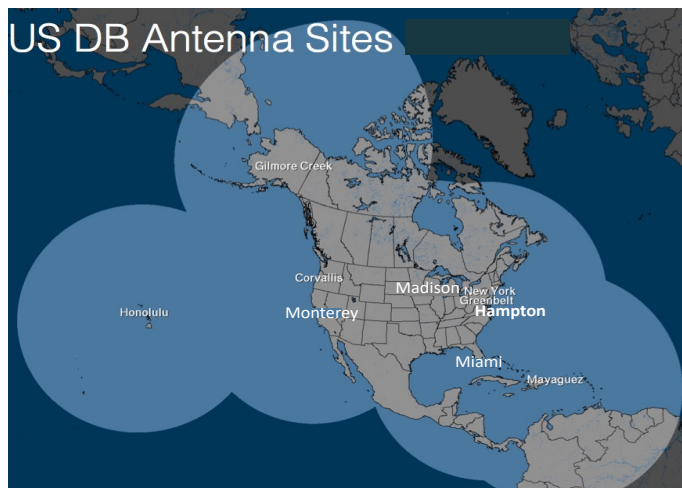 US DB Antenna Sites
Gilmore Creek
Corvallis
Madison
New York
Greenbelt
Honolulu
Monterey
Hampton
Miami
Mayaguez